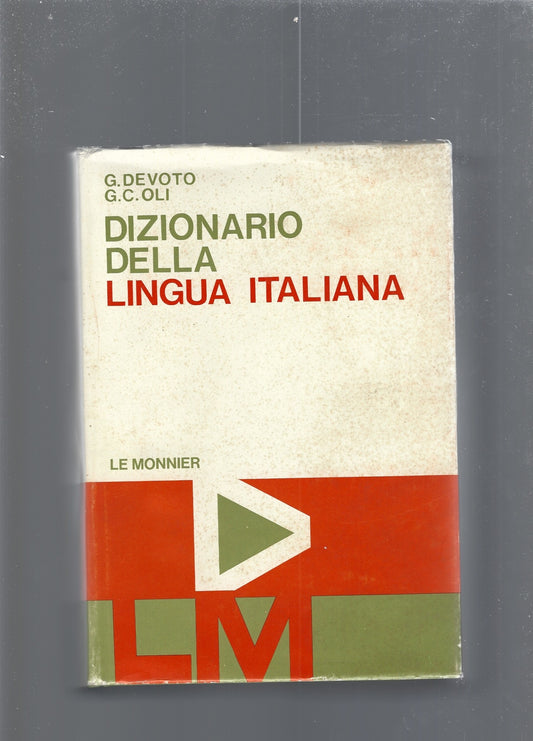 G. DEVOTO
G. C. OLI
DIZIONARIO
DELLA
LINGUA ITALIANA
LE MONNIER
LM